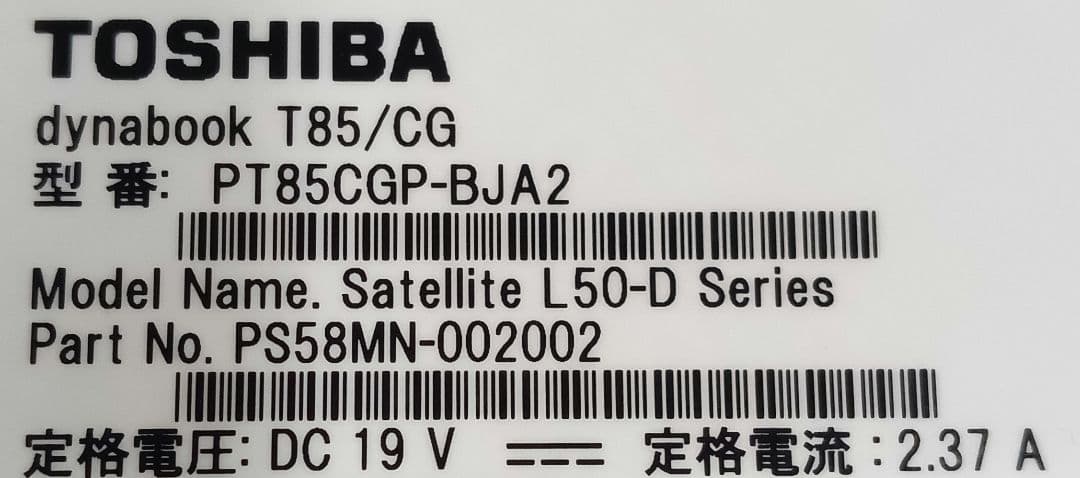 TOSHIBA
dynabook T85/CG
型 番: PT85CGP-BJA2
Model Name. Satellite L50-D Series
Part No. PS58MN-002002
定格電圧: DC 19 V ⎓ 定格電流:2.37 A